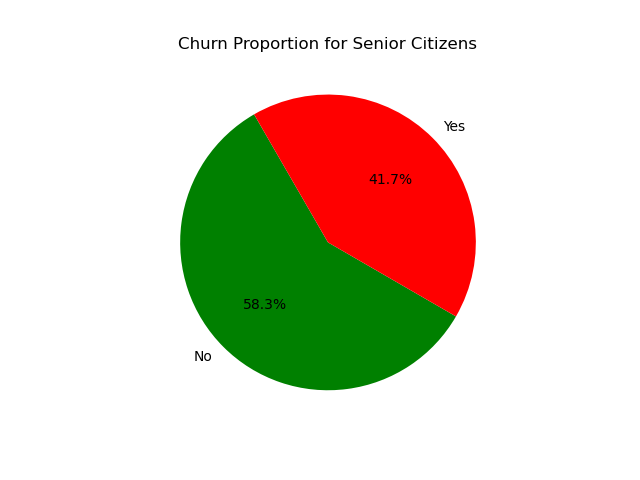 Churn Proportion for Senior Citizens
Yes
41.7%
58.3%
No